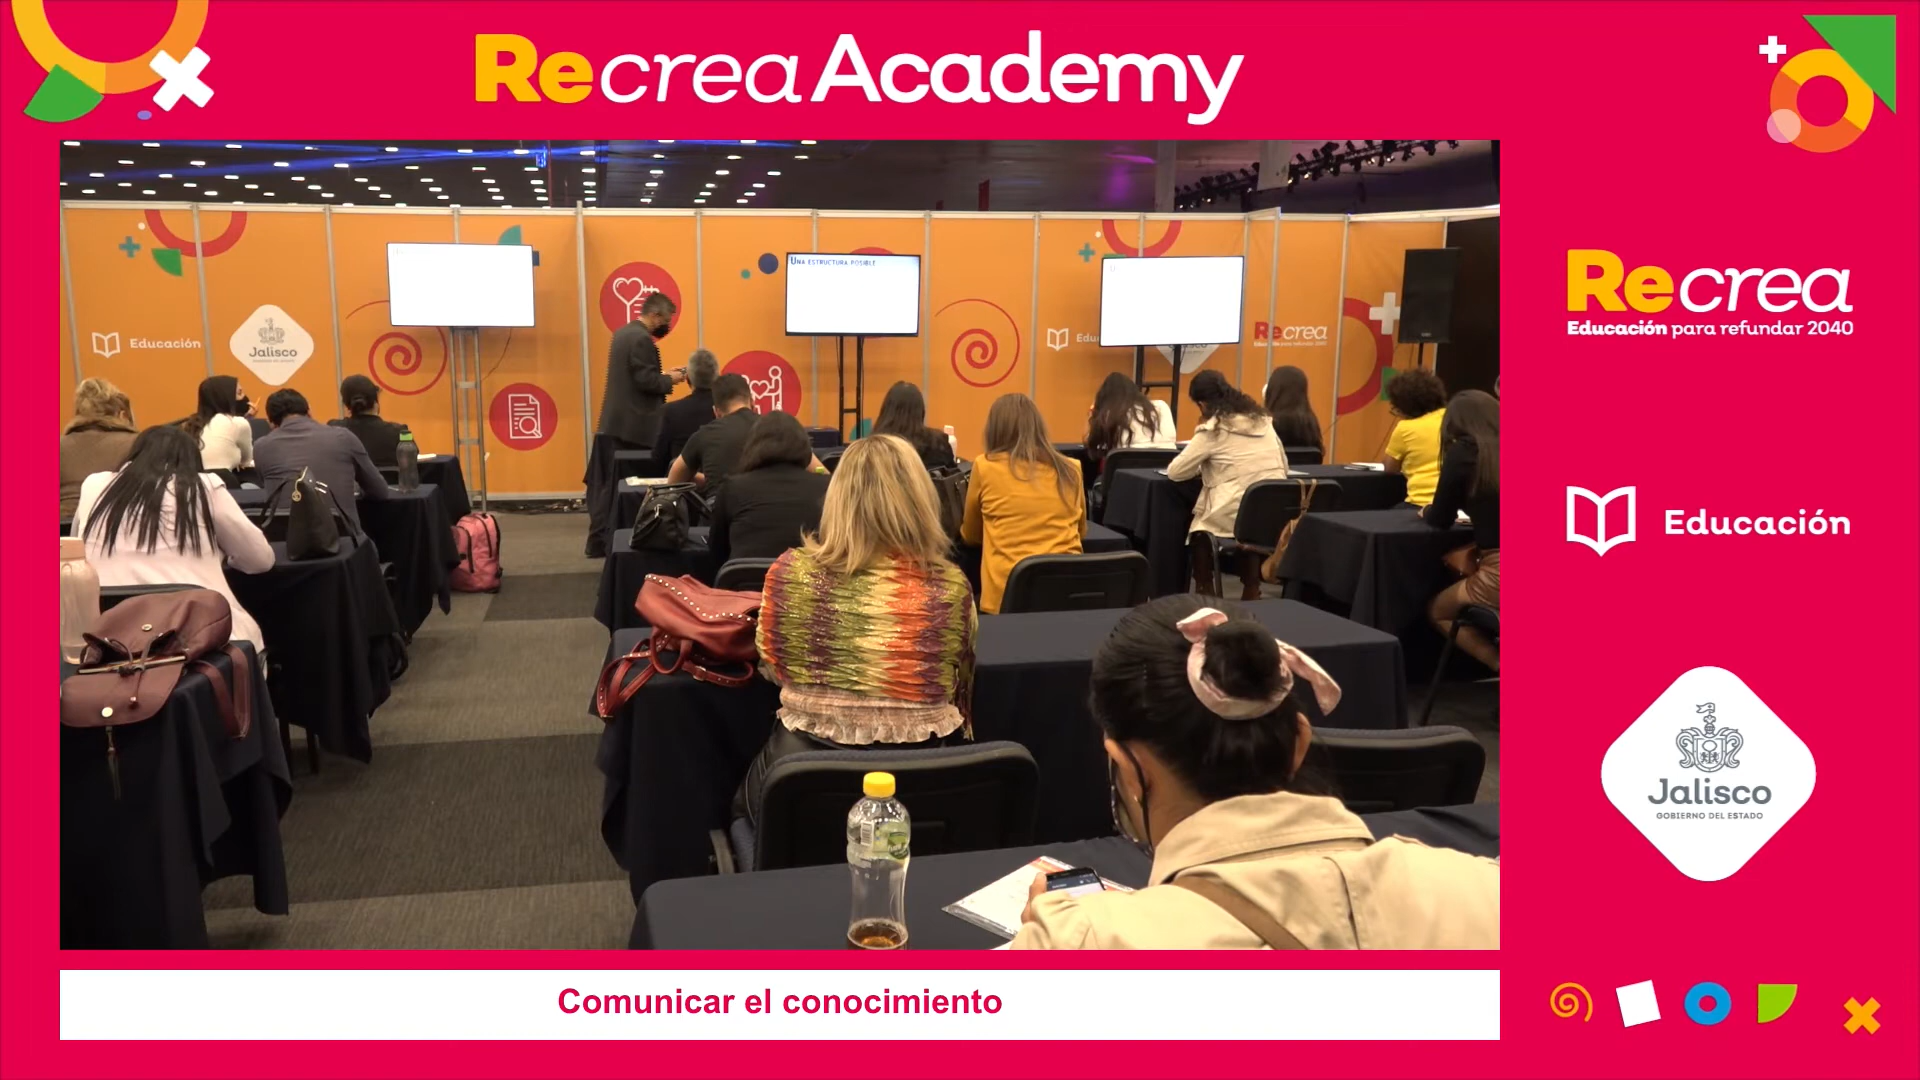 Recrea Academy
UNA ESTRUCTURA POSIBLE
Educación
Jalisco
Recrea
Recrea
Educación para refundar 2040
Educación
Jalisco
GOBIERNO DEL ESTADO
Comunicar el conocimiento